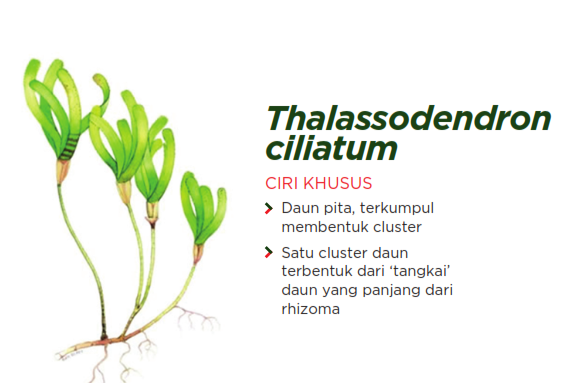 Thalassodendron
ciliatum
CIRI KHUSUS
Daun pita, terkumpul
membentuk cluster
Satu cluster daun
terbentuk dari ‘tangkai’
daun yang panjang dari
rhizoma